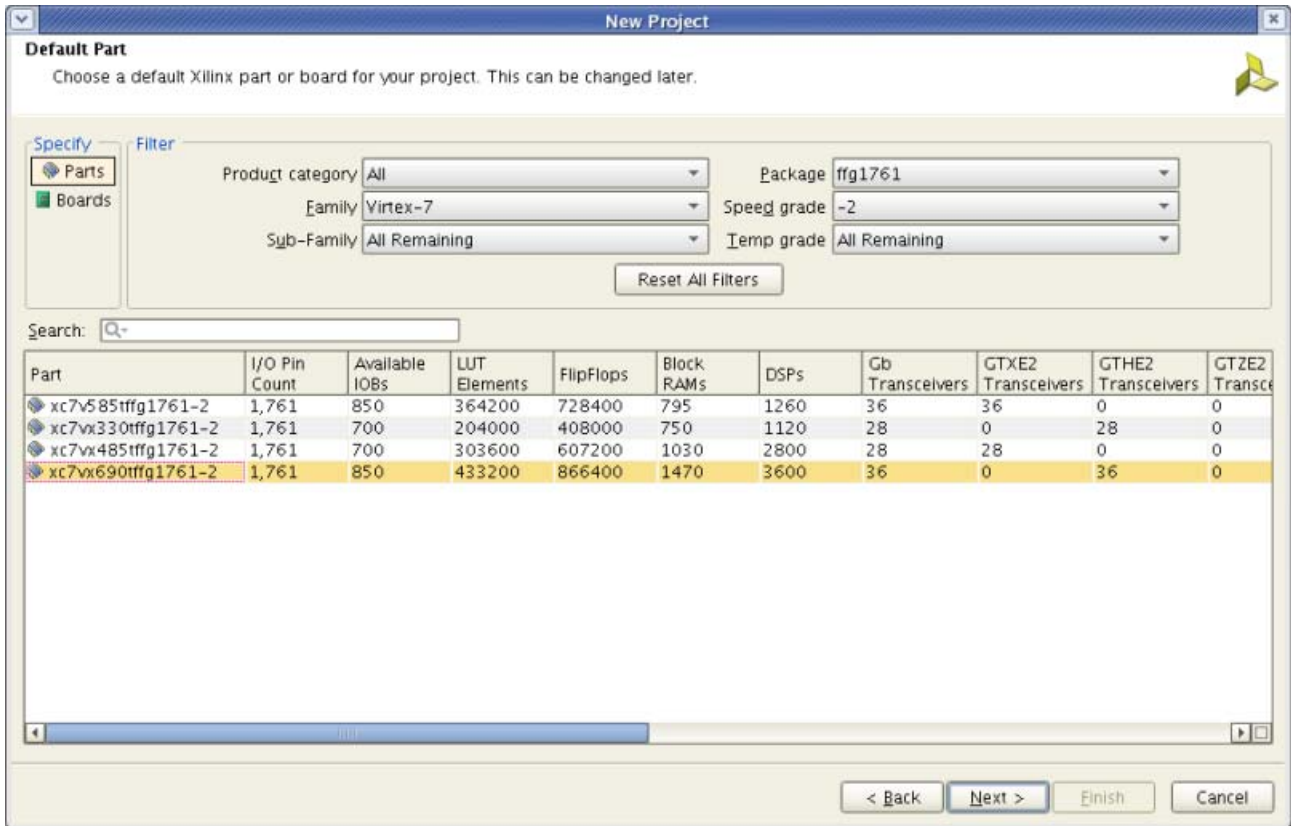 New Project
Default Part
Choose a default Xilinx part or board for your project. This can be changed later.
Specify
Filter
Parts
Boards
Product category All
Package ffg1761
Family Virtex-7
Speed grade -2
Sub-Family All Remaining
Temp grade All Remaining
Reset All Filters
Search:
Part I/O Pin Count Available IOBs LUT Elements FlipFlops Block RAMs DSPs Gb Transceivers GTXE2 Transceivers GTHE2 Transceivers GTZE2 Transce
xc7v585tffg1761-2 1,761 850 364200 728400 795 1260 36 36 0 0
xc7vx330tffg1761-2 1,761 700 204000 408000 750 1120 28 0 28 0
xc7vx485tffg1761-2 1,761 700 303600 607200 1030 2800 28 28 0 0
xc7vx690tffg1761-2 1,761 850 433200 866400 1470 3600 36 0 36 0
< Back Next > Finish Cancel